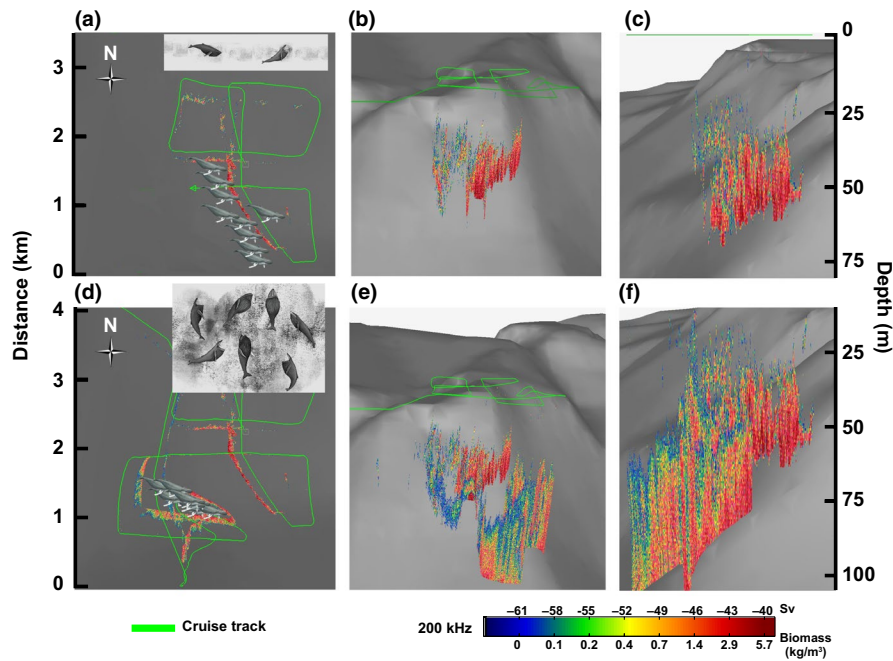 (a)
(b)
(c)
N
3
2
1
0
0
25
50
75
(d)
(e)
(f)
N
4
3
2
1
0
25
50
75
100
Distance (km)
Depth (m)
Cruise track
200 kHz
−61 −58 −55 −52 −49 −46 −43 −40 Sv
0 0.1 0.2 0.4 0.7 1.4 2.9 5.7 Biomass
(kg/m³)